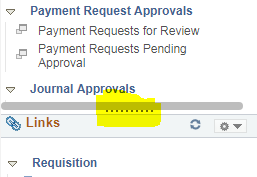 Payment Request Approvals
Payment Requests for Review
Payment Requests Pending
Approval
Journal Approvals
Links
Requisition